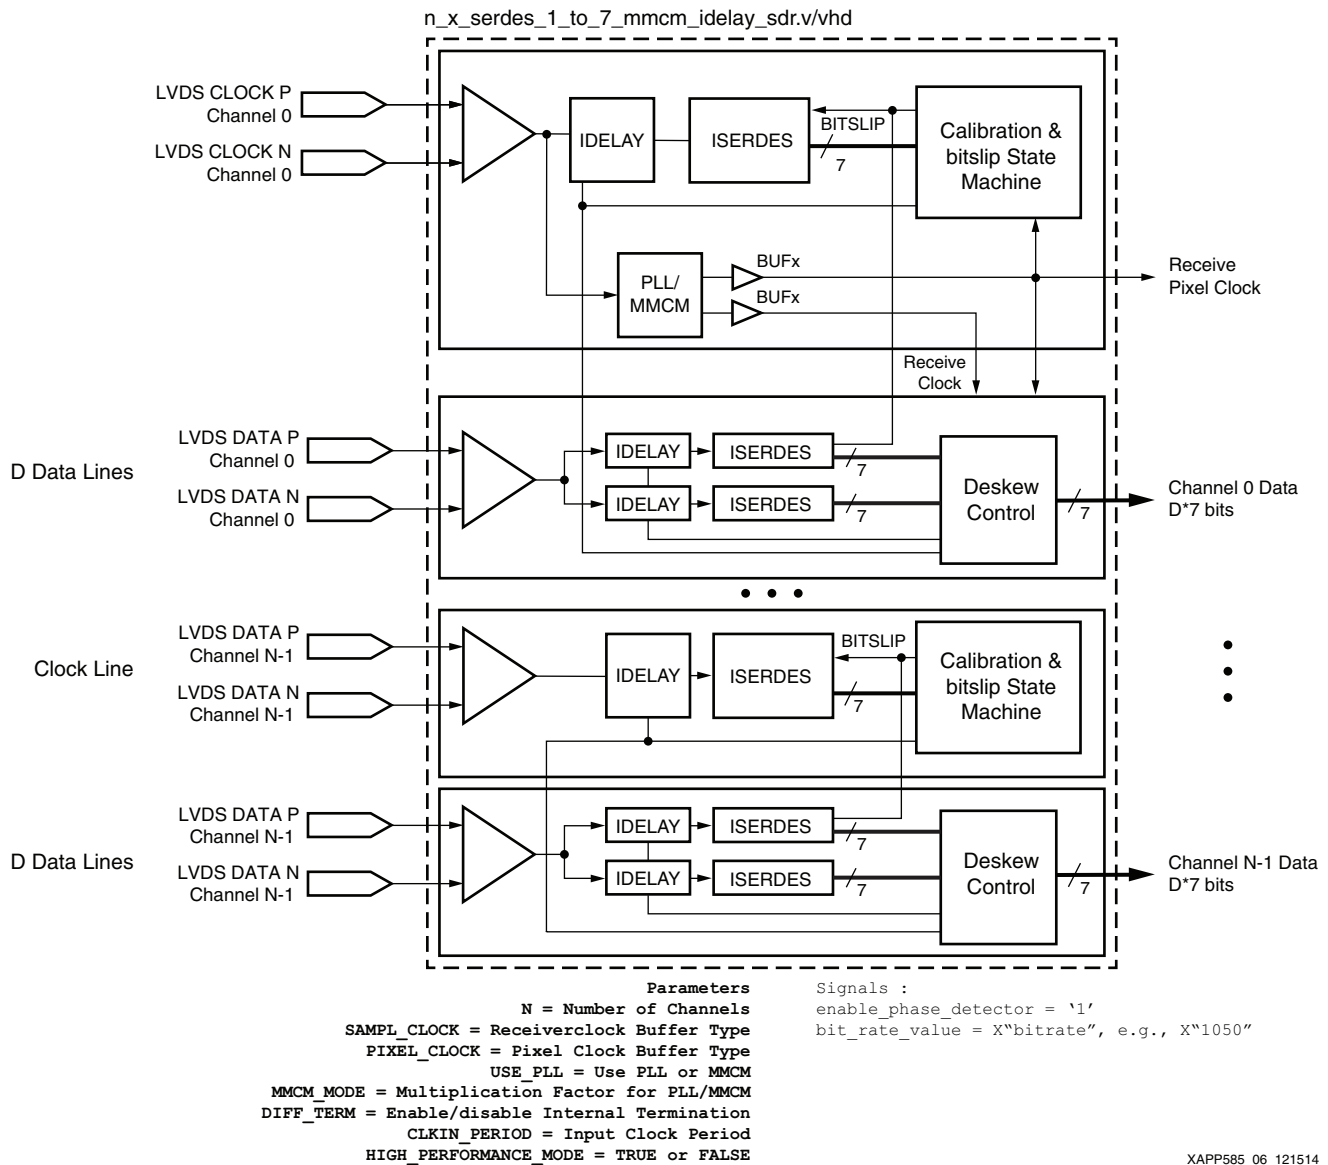 n_x_serdes_1_to_7_mmcm_idelay_sdr.v/vhd
LVDS CLOCK P
Channel 0
LVDS CLOCK N
Channel 0
IDELAY
ISERDES
BITSLIP
7
Calibration &
bitslip State
Machine
PLL/
MMCM
BUFx
BUFx
Receive
Pixel Clock
Receive
Clock
D Data Lines
LVDS DATA P
Channel 0
LVDS DATA N
Channel 0
IDELAY
ISERDES
7
IDELAY
ISERDES
7
Deskew
Control
7
Channel 0 Data
D*7 bits
Clock Line
LVDS DATA P
Channel N-1
LVDS DATA N
Channel N-1
IDELAY
ISERDES
BITSLIP
7
Calibration &
bitslip State
Machine
D Data Lines
LVDS DATA P
Channel N-1
LVDS DATA N
Channel N-1
IDELAY
ISERDES
7
IDELAY
ISERDES
7
Deskew
Control
7
Channel N-1 Data
D*7 bits
Parameters
N = Number of Channels
SAMPL_CLOCK = Receiverclock Buffer Type
PIXEL_CLOCK = Pixel Clock Buffer Type
USE_PLL = Use PLL or MMCM
MMCM_MODE = Multiplication Factor for PLL/MMCM
DIFF_TERM = Enable/disable Internal Termination
CLKIN_PERIOD = Input Clock Period
HIGH_PERFORMANCE_MODE = TRUE or FALSE
Signals :
enable_phase_detector = ‘1’
bit_rate_value = X“bitrate”, e.g., X“1050”
XAPP585_06_121514